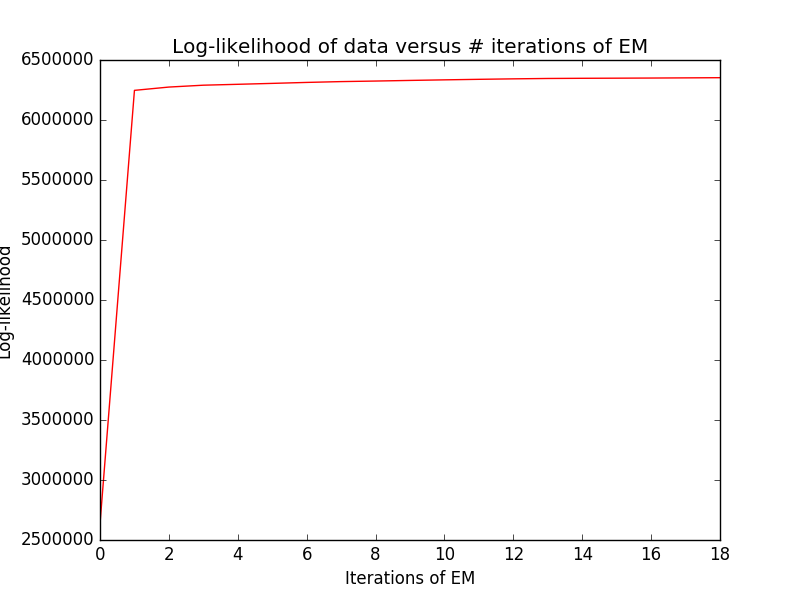 Log-likelihood of data versus # iterations of EM
6500000
6000000
5500000
5000000
4500000
4000000
3500000
3000000
2500000
Log-likelihood
0 2 4 6 8 10 12 14 16 18
Iterations of EM